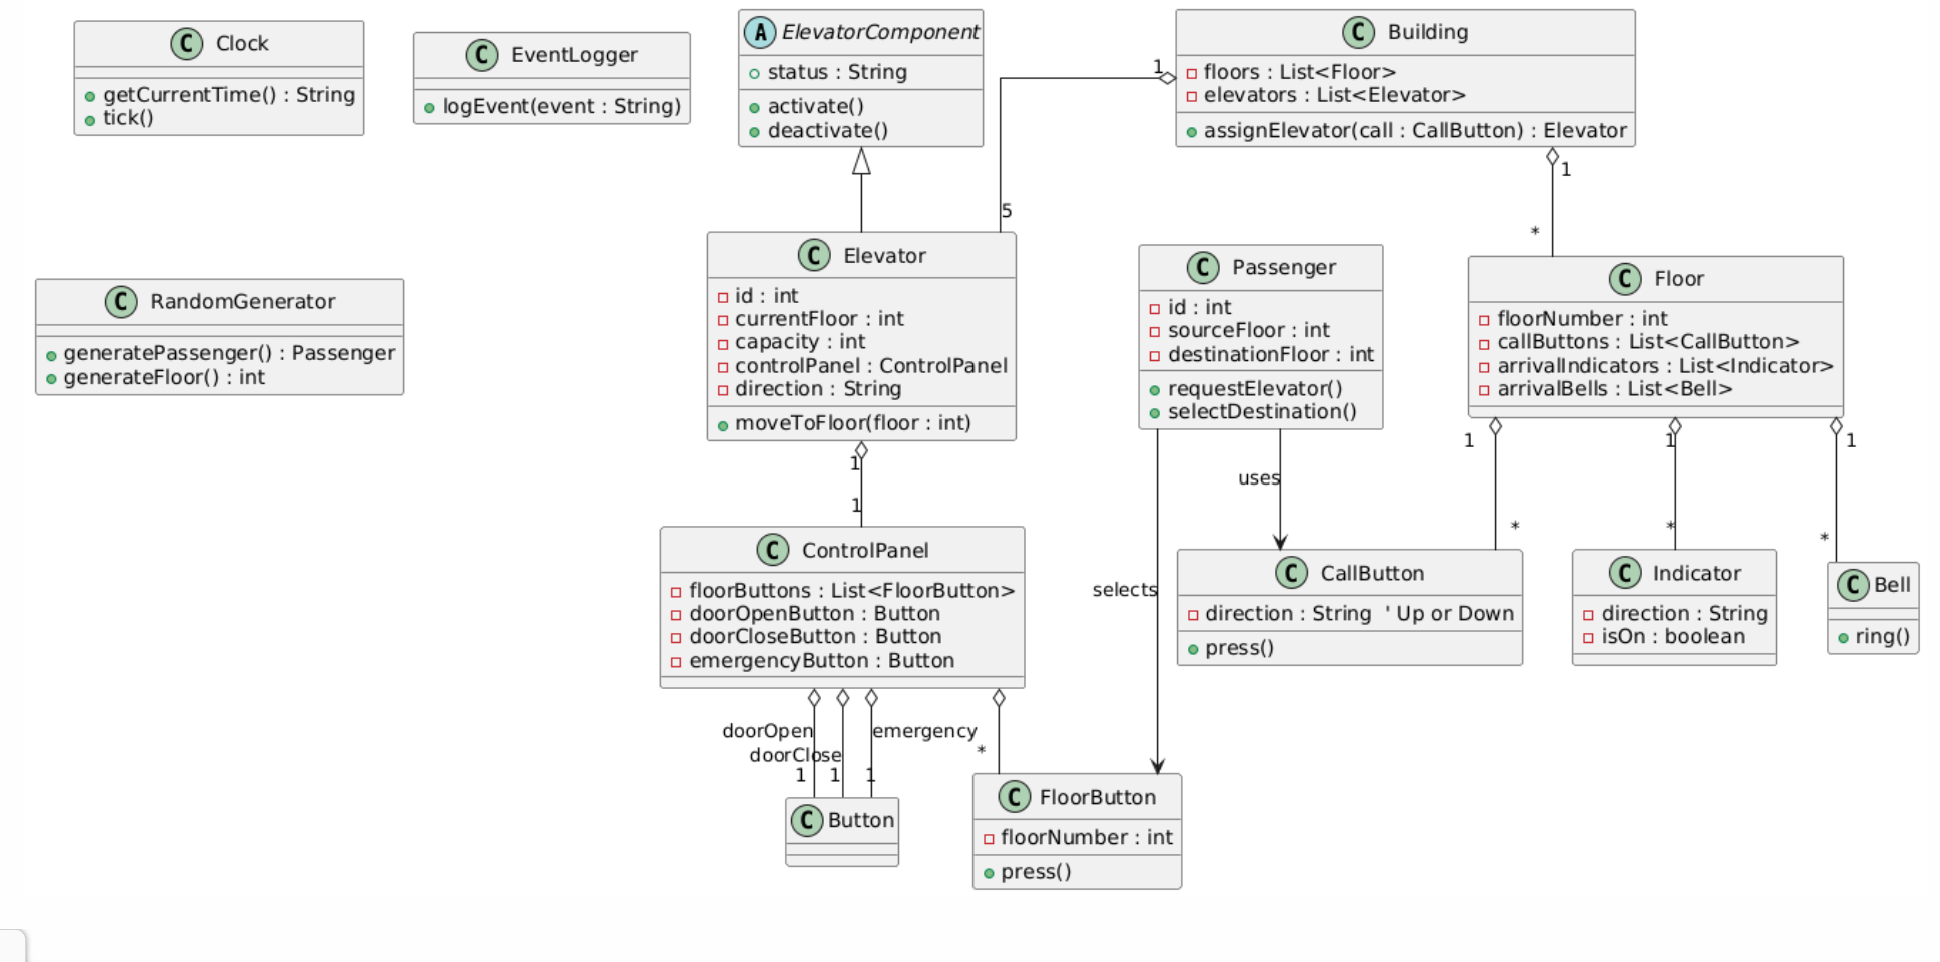 C Clock
getCurrentTime() : String
tick()
C EventLogger
logEvent(event : String)
A ElevatorComponent
status : String
activate()
deactivate()
C Building
floors : List<Floor>
elevators : List<Elevator>
assignElevator(call : CallButton) : Elevator
1
5
1
*
C RandomGenerator
generatePassenger() : Passenger
generateFloor() : int
C Elevator
id : int
currentFloor : int
capacity : int
controlPanel : ControlPanel
direction : String
moveToFloor(floor : int)
C Passenger
id : int
sourceFloor : int
destinationFloor : int
requestElevator()
selectDestination()
C Floor
floorNumber : int
callButtons : List<CallButton>
arrivalIndicators : List<Indicator>
arrivalBells : List<Bell>
1
1
uses
selects
1
*
1
*
1
*
C ControlPanel
floorButtons : List<FloorButton>
doorOpenButton : Button
doorCloseButton : Button
emergencyButton : Button
C CallButton
direction : String ' Up or Down
press()
C Indicator
direction : String
isOn : boolean
C Bell
ring()
doorOpen
doorClose
emergency
1
1
1
*
C Button
C FloorButton
floorNumber : int
press()